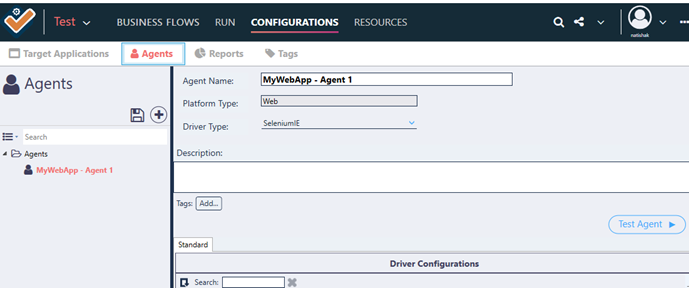 Test BUSINESS FLOWS RUN CONFIGURATIONS RESOURCES
natishak
Target Applications Agents Reports Tags
Agents
Search
Agents
MyWebApp - Agent 1
Agent Name: MyWebApp - Agent 1
Platform Type: Web
Driver Type: SeleniumIE
Description:
Tags: Add...
Test Agent
Standard
Driver Configurations
Search: